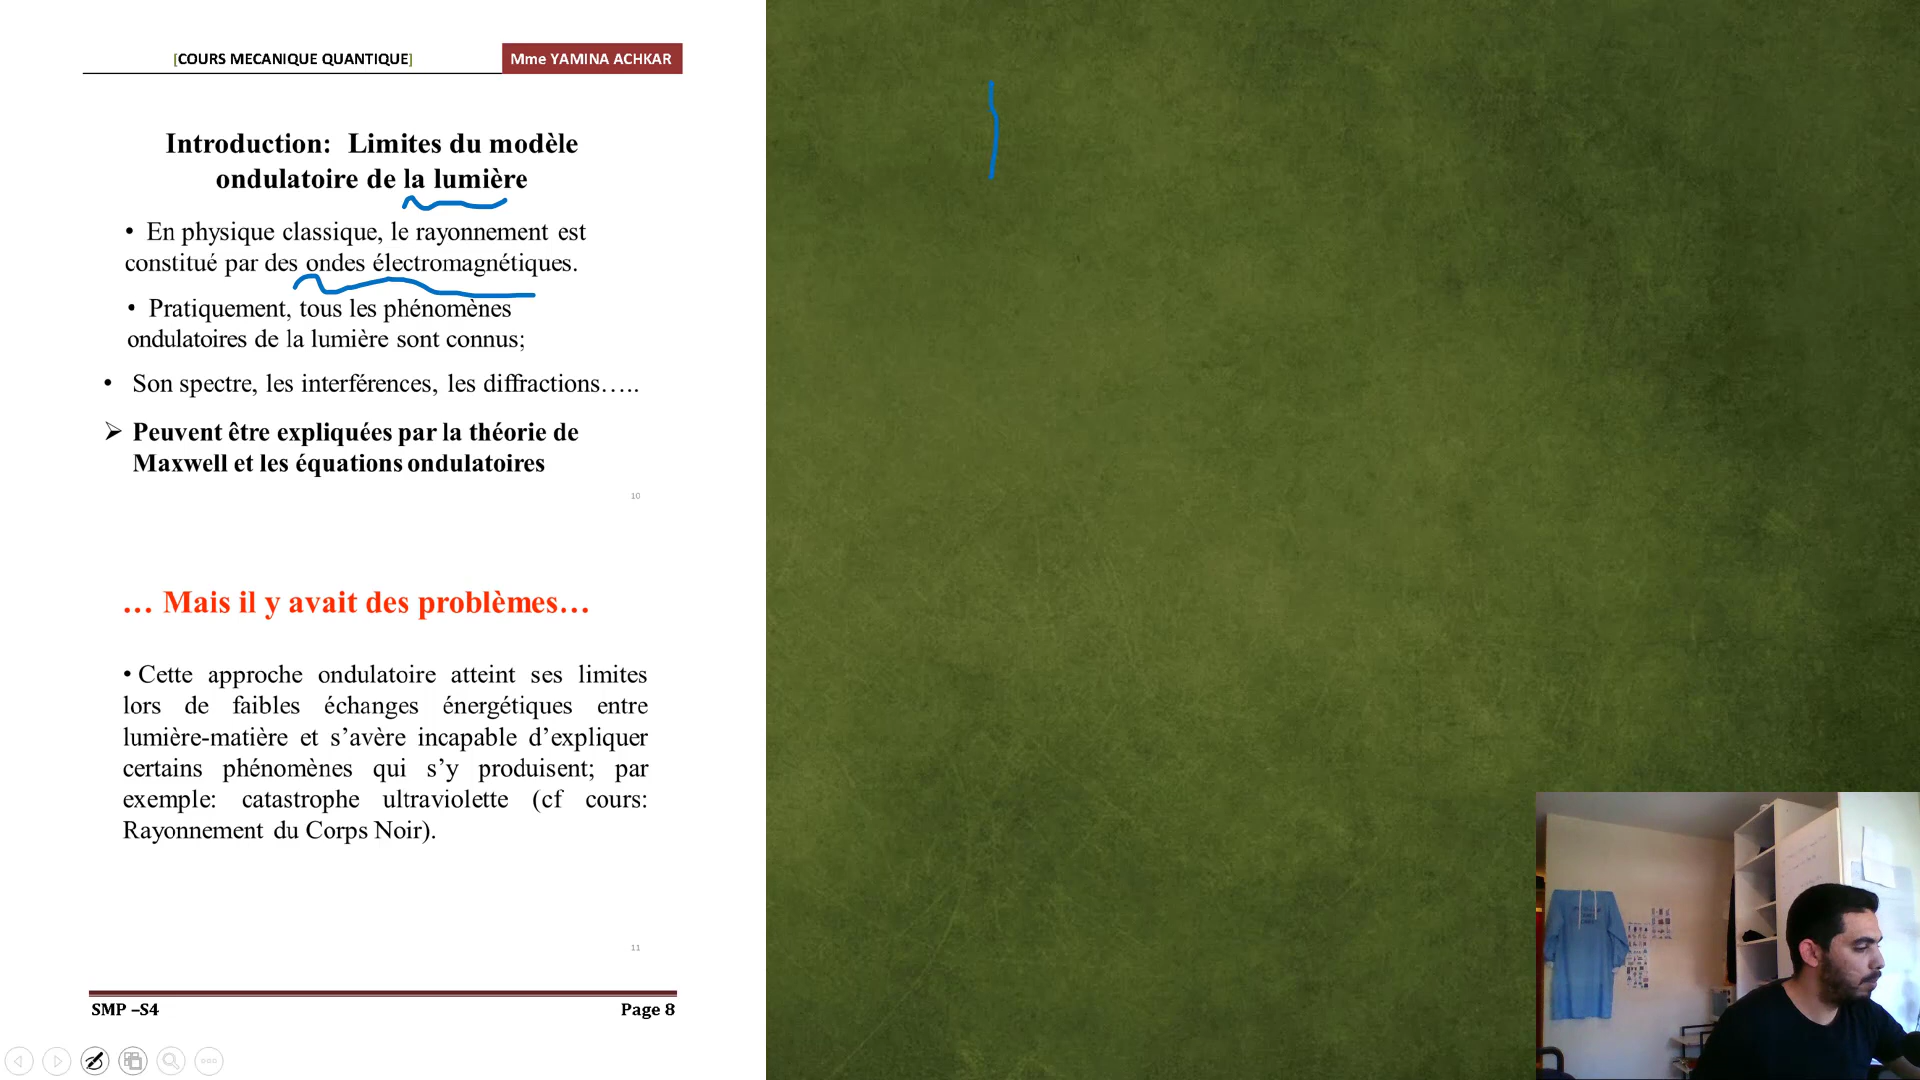 [COURS MECANIQUE QUANTIQUE]
Mme YAMINA ACHKAR
Introduction: Limites du modèle
ondulatoire de la lumière
• En physique classique, le rayonnement est
constitué par des ondes électromagnétiques.
• Pratiquement, tous les phénomènes
ondulatoires de la lumière sont connus;
• Son spectre, les interférences, les diffractions…..
➢ Peuvent être expliquées par la théorie de
Maxwell et les équations ondulatoires
10
… Mais il y avait des problèmes…
• Cette approche ondulatoire atteint ses limites
lors de faibles échanges énergétiques entre
lumière-matière et s’avère incapable d’expliquer
certains phénomènes qui s’y produisent; par
exemple: catastrophe ultraviolette (cf cours:
Rayonnement du Corps Noir).
11
SMP –S4
Page 8